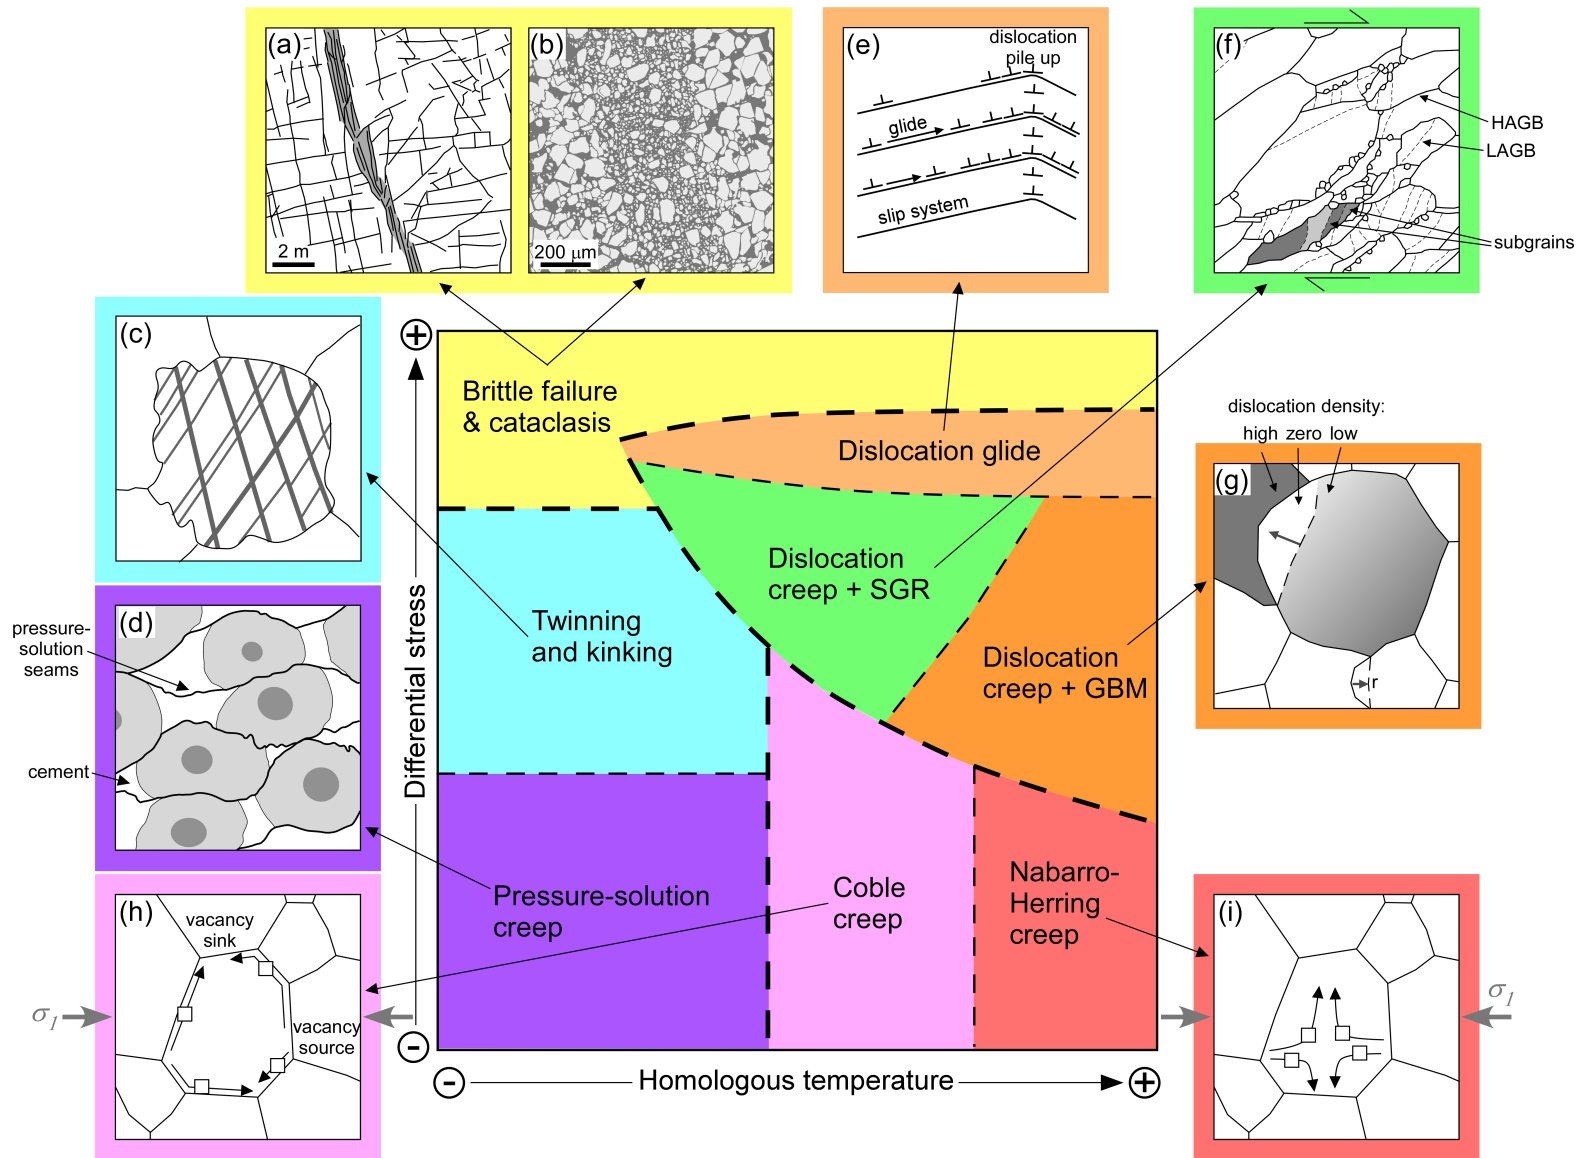 (a)
2 m
(b)
200 μm
(e)
dislocation
pile up
glide
slip system
(f)
HAGB
LAGB
subgrains
(c)
(d)
pressure-
solution
seams
cement
(h)
vacancy
sink
vacancy
source
σ1
+
Differential stress
-
Brittle failure
& cataclasis
Dislocation glide
Dislocation
creep + SGR
Twinning
and kinking
Dislocation
creep + GBM
Pressure-solution
creep
Coble
creep
Nabarro-
Herring
creep
-
Homologous temperature
+
dislocation density:
high zero low
(g)
r
(i)
σ1